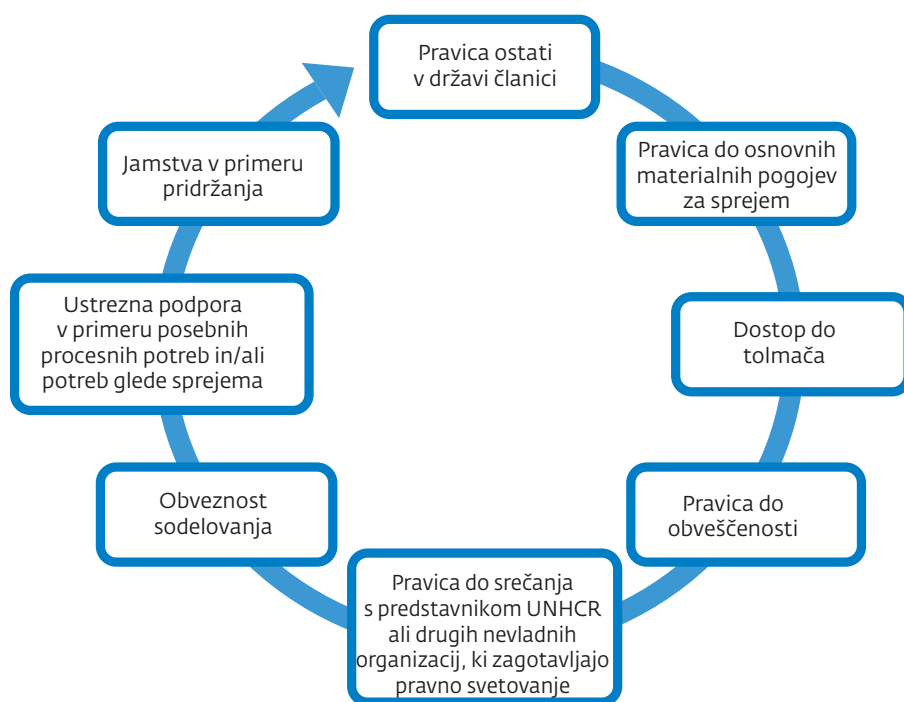 Pravica ostati
v državi članici
Pravica do osnovnih
materialnih pogojev
za sprejem
Dostop do
tolmača
Pravica do
obveščenosti
Pravica do srečanja
s predstavnikom UNHCR
ali drugih nevladnih
organizacij, ki zagotavljajo
pravno svetovanje
Obveznost
sodelovanja
Ustrezna podpora
v primeru posebnih
procesnih potreb in/ali
potreb glede sprejema
Jamstva v primeru
pridržanja